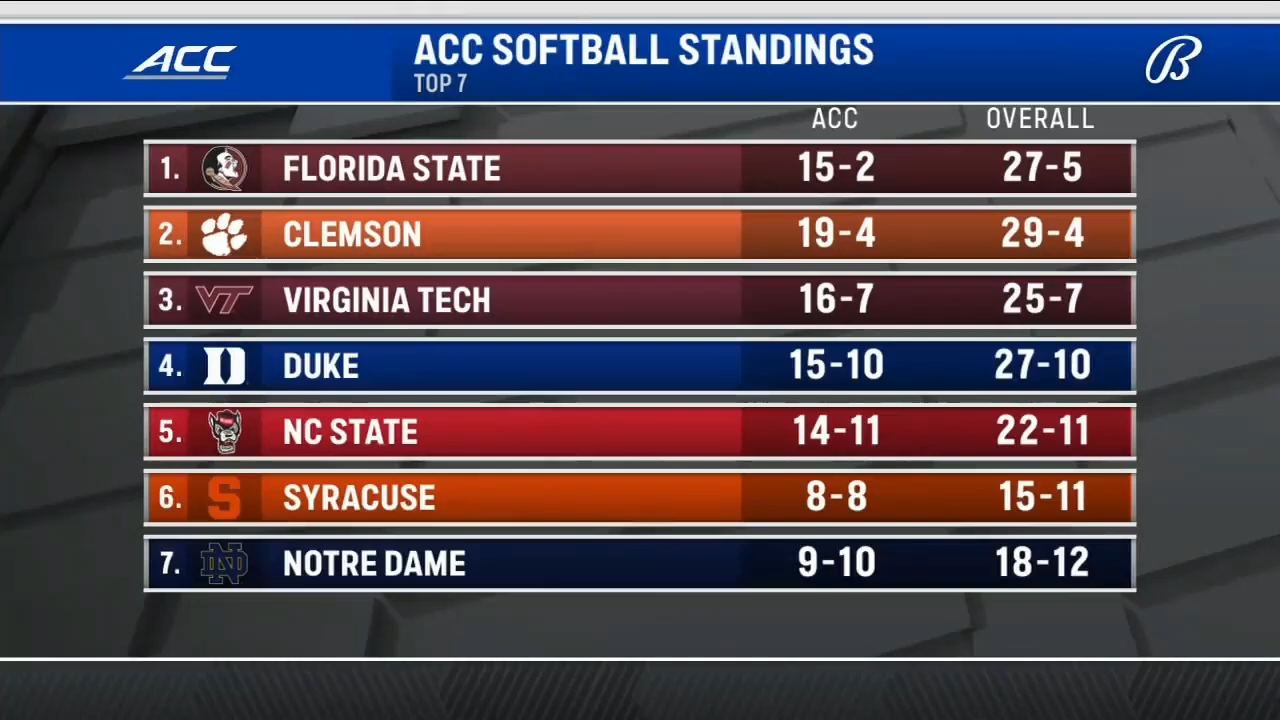 ACC
ACC SOFTBALL STANDINGS
TOP 7
B
ACC OVERALL
1. FLORIDA STATE 15-2 27-5
2. CLEMSON 19-4 29-4
3. VT VIRGINIA TECH 16-7 25-7
4. D DUKE 15-10 27-10
5. NC STATE 14-11 22-11
6. S SYRACUSE 8-8 15-11
7. ND NOTRE DAME 9-10 18-12